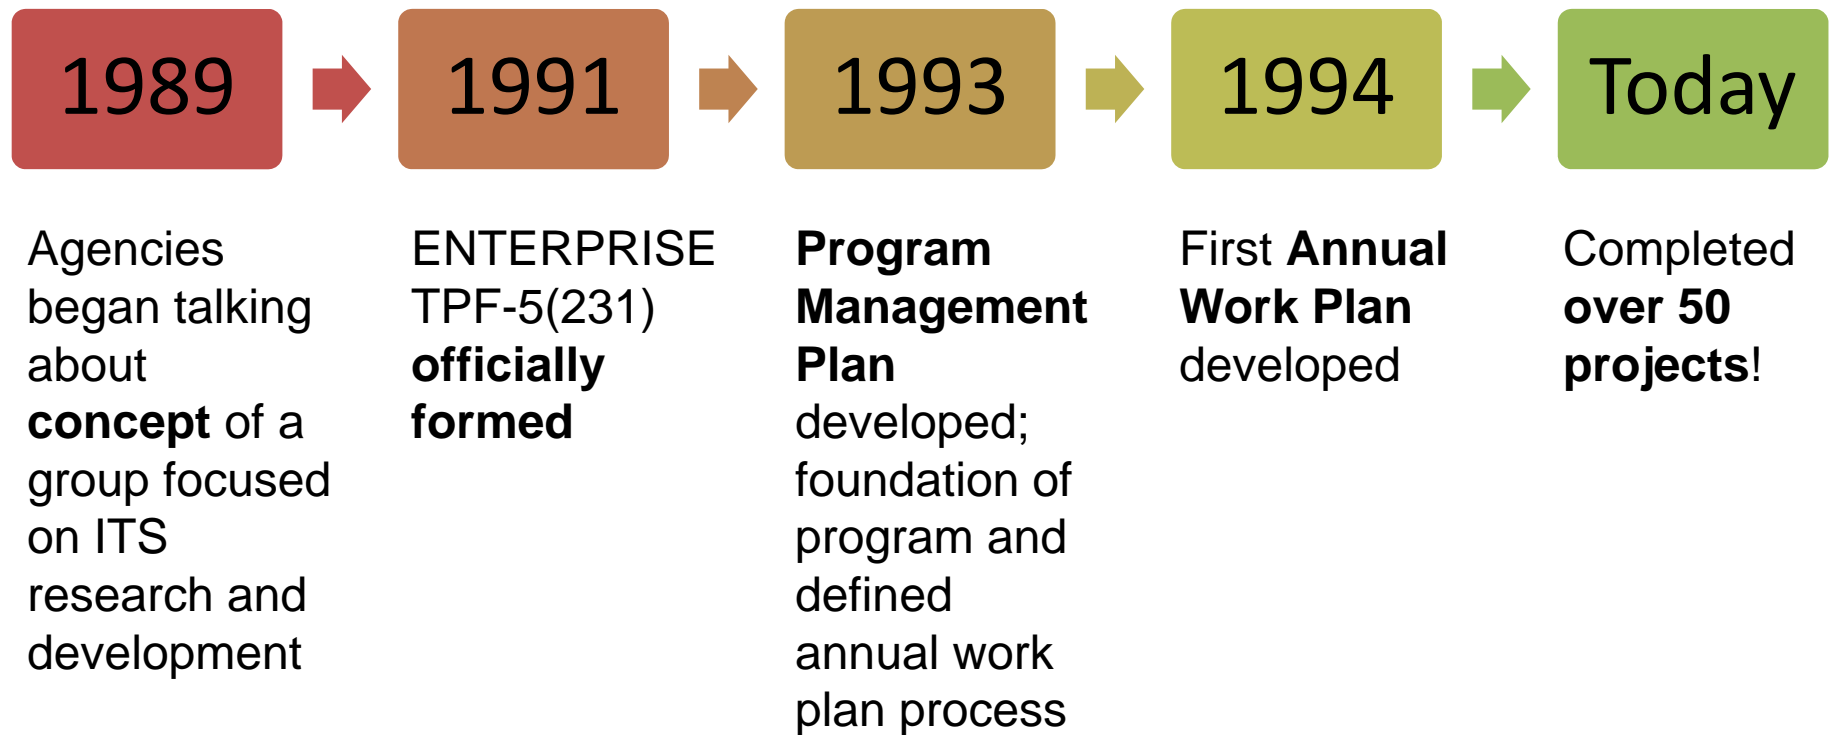 1989
1991
1993
1994
Today
Agencies
began talking
about
concept of a
group focused
on ITS
research and
development
ENTERPRISE
TPF-5(231)
officially
formed
Program
Management
Plan
developed;
foundation of
program and
defined
annual work
plan process
First Annual
Work Plan
developed
Completed
over 50
projects!